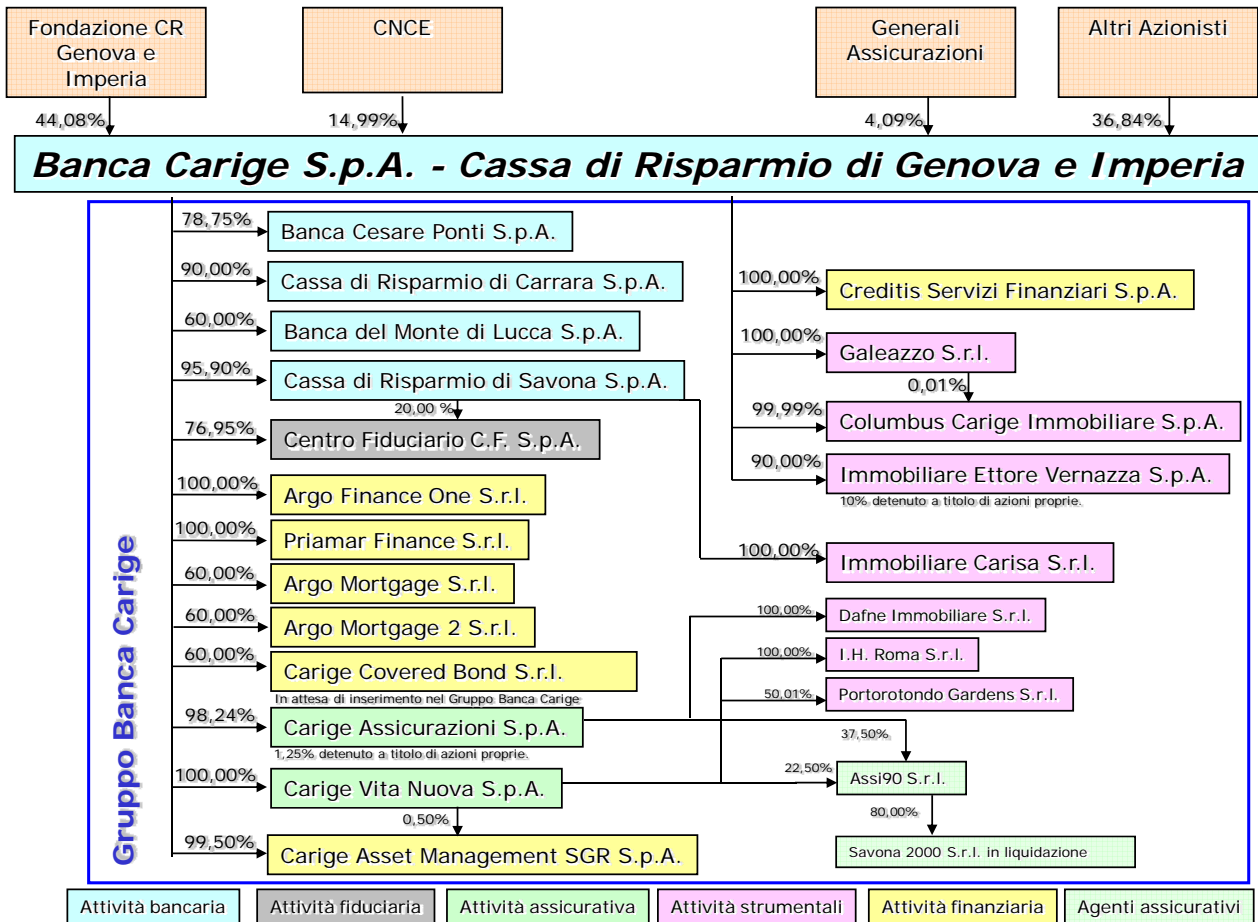 Fondazione CR
Genova e
Imperia
CNCE
Generali
Assicurazioni
Altri Azionisti
44,08%
14,99%
4,09%
36,84%
Banca Carige S.p.A. - Cassa di Risparmio di Genova e Imperia
Gruppo Banca Carige
78,75%
Banca Cesare Ponti S.p.A.
90,00%
Cassa di Risparmio di Carrara S.p.A.
60,00%
Banca del Monte di Lucca S.p.A.
95,90%
Cassa di Risparmio di Savona S.p.A.
20,00 %
76,95%
Centro Fiduciario C.F. S.p.A.
100,00%
Argo Finance One S.r.l.
100,00%
Priamar Finance S.r.l.
60,00%
Argo Mortgage S.r.l.
60,00%
Argo Mortgage 2 S.r.l.
60,00%
Carige Covered Bond S.r.l.
In attesa di inserimento nel Gruppo Banca Carige
98,24%
Carige Assicurazioni S.p.A.
1,25% detenuto a titolo di azioni proprie.
100,00%
Carige Vita Nuova S.p.A.
0,50%
99,50%
Carige Asset Management SGR S.p.A.
100,00%
Creditis Servizi Finanziari S.p.A.
100,00%
Galeazzo S.r.l.
0,01%
99,99%
Columbus Carige Immobiliare S.p.A.
90,00%
Immobiliare Ettore Vernazza S.p.A.
10% detenuto a titolo di azioni proprie.
100,00%
Immobiliare Carisa S.r.l.
100,00%
Dafne Immobiliare S.r.l.
100,00%
I.H. Roma S.r.l.
50,01%
Portorotondo Gardens S.r.l.
37,50%
22,50%
Assi90 S.r.l.
80,00%
Savona 2000 S.r.l. in liquidazione
Attività bancaria
Attività fiduciaria
Attività assicurativa
Attività strumentali
Attività finanziaria
Agenti assicurativi